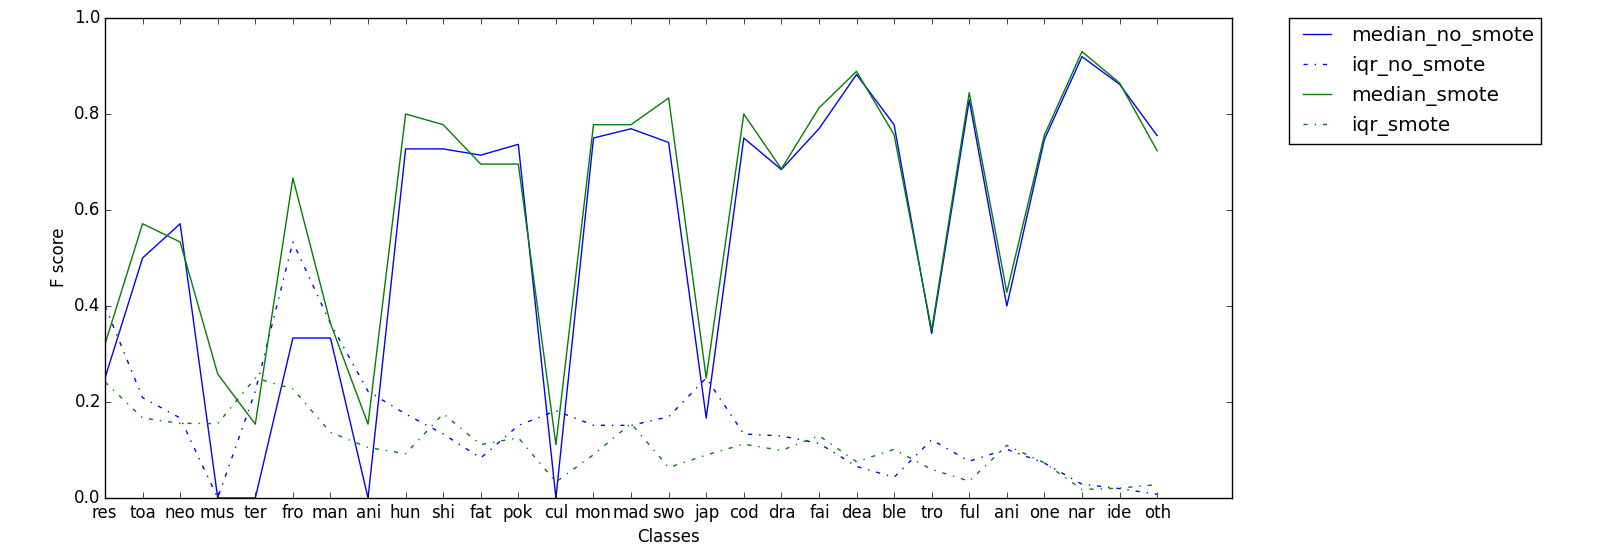 1.0
0.8
0.6
0.4
0.2
0.0
F score
res toa neo mus ter fro man ani hun shi fat pok cul mon mad swo jap cod dra fai dea ble tro ful ani one nar ide oth
Classes
median_no_smote
iqr_no_smote
median_smote
iqr_smote